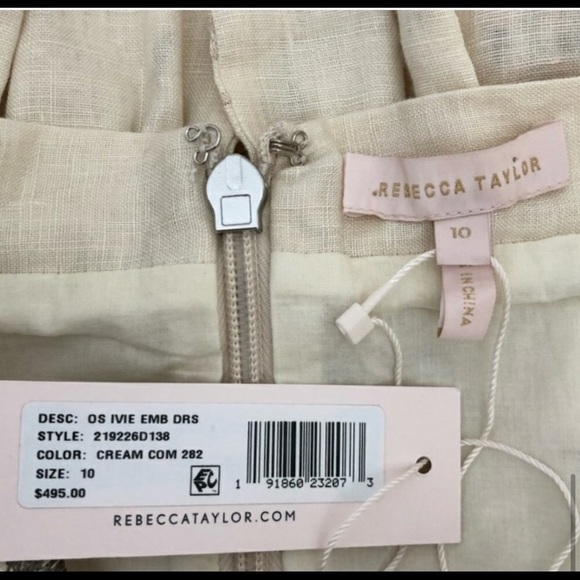 REBECCA TAYLOR
10
IN CHINA
DESC: OS IVIE EMB DRS
STYLE: 219226D138
COLOR: CREAM COM 282
SIZE: 10
$495.00
1 91860 23207 3
REBECCATAYLOR.COM